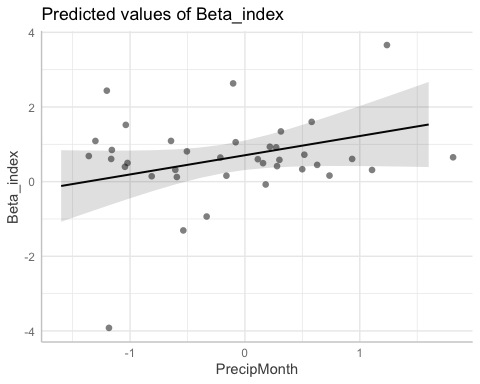 Predicted values of Beta_index
4
2
0
-2
-4
Beta_index
-1
0
1
PrecipMonth